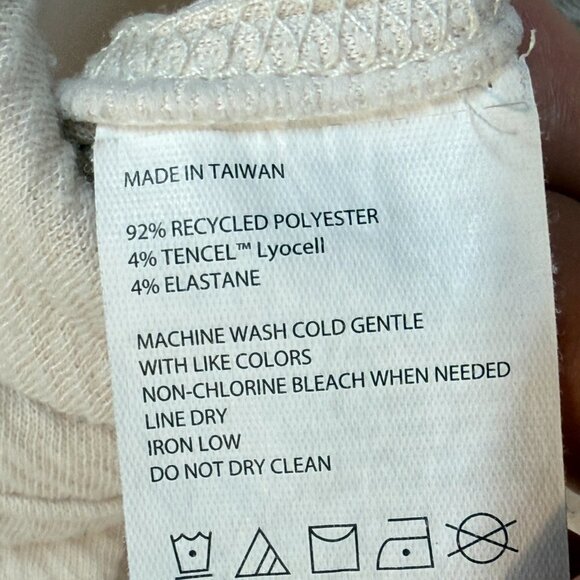 MADE IN TAIWAN
92% RECYCLED POLYESTER
4% TENCEL™ Lyocell
4% ELASTANE
MACHINE WASH COLD GENTLE
WITH LIKE COLORS
NON-CHLORINE BLEACH WHEN NEEDED
LINE DRY
IRON LOW
DO NOT DRY CLEAN